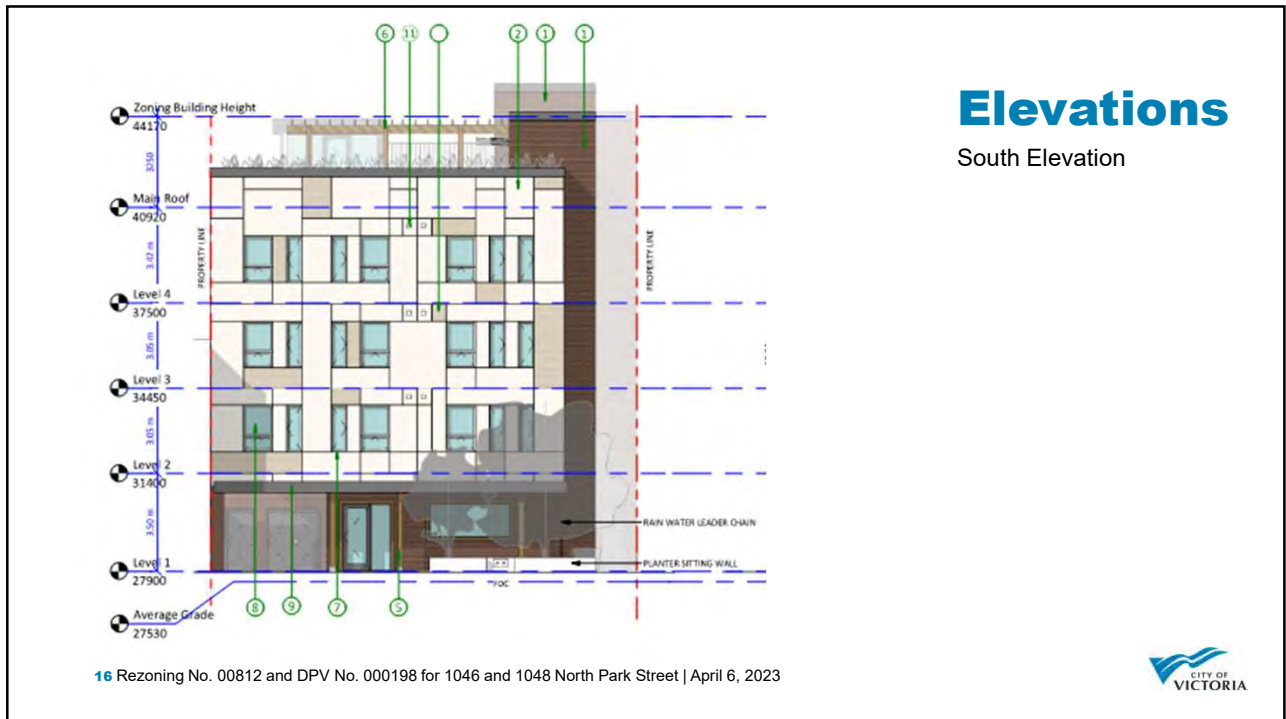 Elevations
South Elevation
6 11 2 1 1
Zoning Building Height
44170
3250
Main Roof
40920
3.42 m
PROPERTY LINE
PROPERTY LINE
Level 4
37500
3.05 m
Level 3
34450
3.05 m
Level 2
31400
3.50 m
RAIN WATER LEADER CHAIN
PLANTER SITTING WALL
Level 1
27900
FDC
8 9 7 5
Average Grade
27530
16 Rezoning No. 00812 and DPV No. 000198 for 1046 and 1048 North Park Street | April 6, 2023
CITY OF
VICTORIA